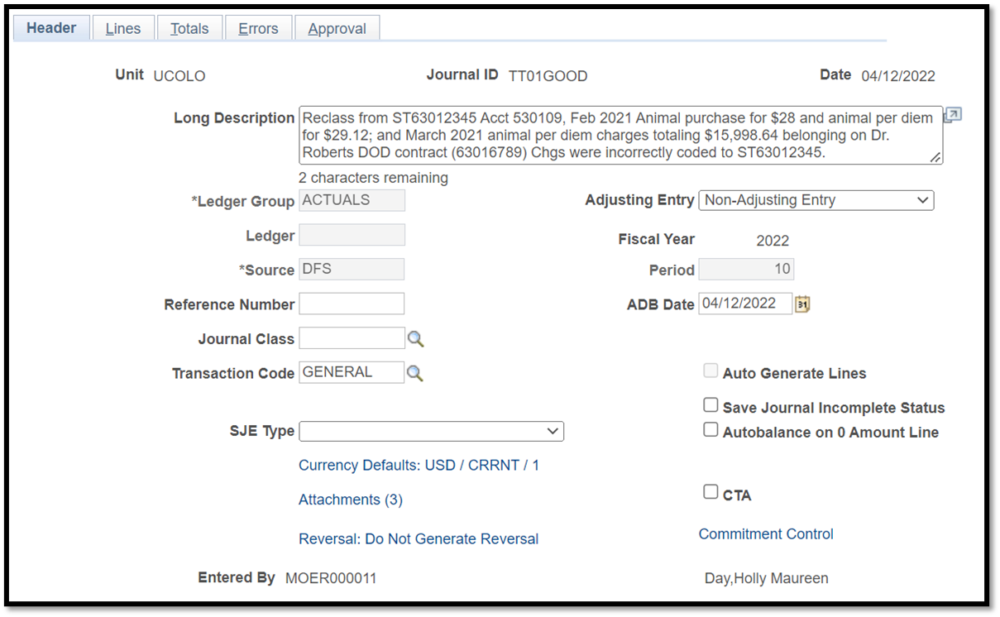 Header Lines Totals Errors Approval
Unit UCOLO Journal ID TT01GOOD Date 04/12/2022
Long Description Reclass from ST63012345 Acct 530109, Feb 2021 Animal purchase for $28 and animal per diem
for $29.12; and March 2021 animal per diem charges totaling $15,998.64 belonging on Dr.
Roberts DOD contract (63016789) Chgs were incorrectly coded to ST63012345.
2 characters remaining
*Ledger Group ACTUALS Adjusting Entry Non-Adjusting Entry
Ledger Fiscal Year 2022
*Source DFS Period 10
Reference Number ADB Date 04/12/2022 31
Journal Class
Transaction Code GENERAL Auto Generate Lines
Save Journal Incomplete Status
SJE Type Autobalance on 0 Amount Line
Currency Defaults: USD / CRRNT / 1
Attachments (3) CTA
Reversal: Do Not Generate Reversal Commitment Control
Entered By MOER000011 Day,Holly Maureen